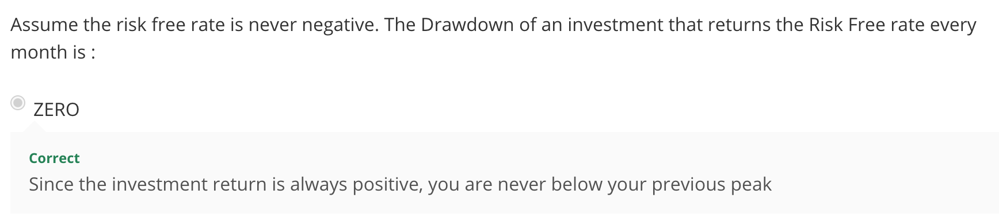 Assume the risk free rate is never negative. The Drawdown of an investment that returns the Risk Free rate every
month is :
ZERO
Correct
Since the investment return is always positive, you are never below your previous peak